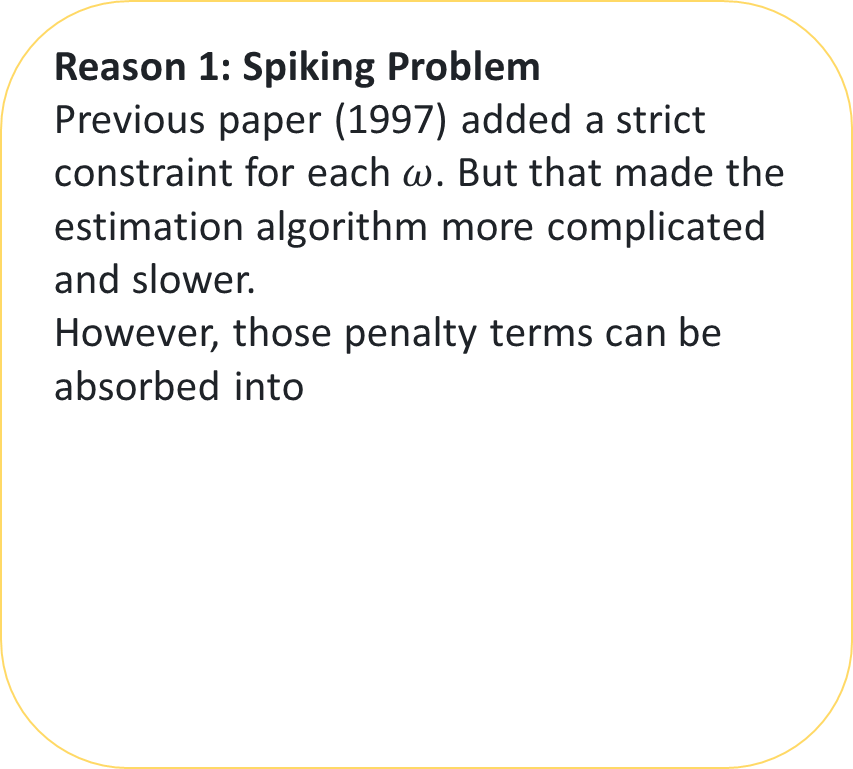 Reason 1: Spiking Problem
Previous paper (1997) added a strict
constraint for each 𝜔. But that made the
estimation algorithm more complicated
and slower.
However, those penalty terms can be
absorbed into